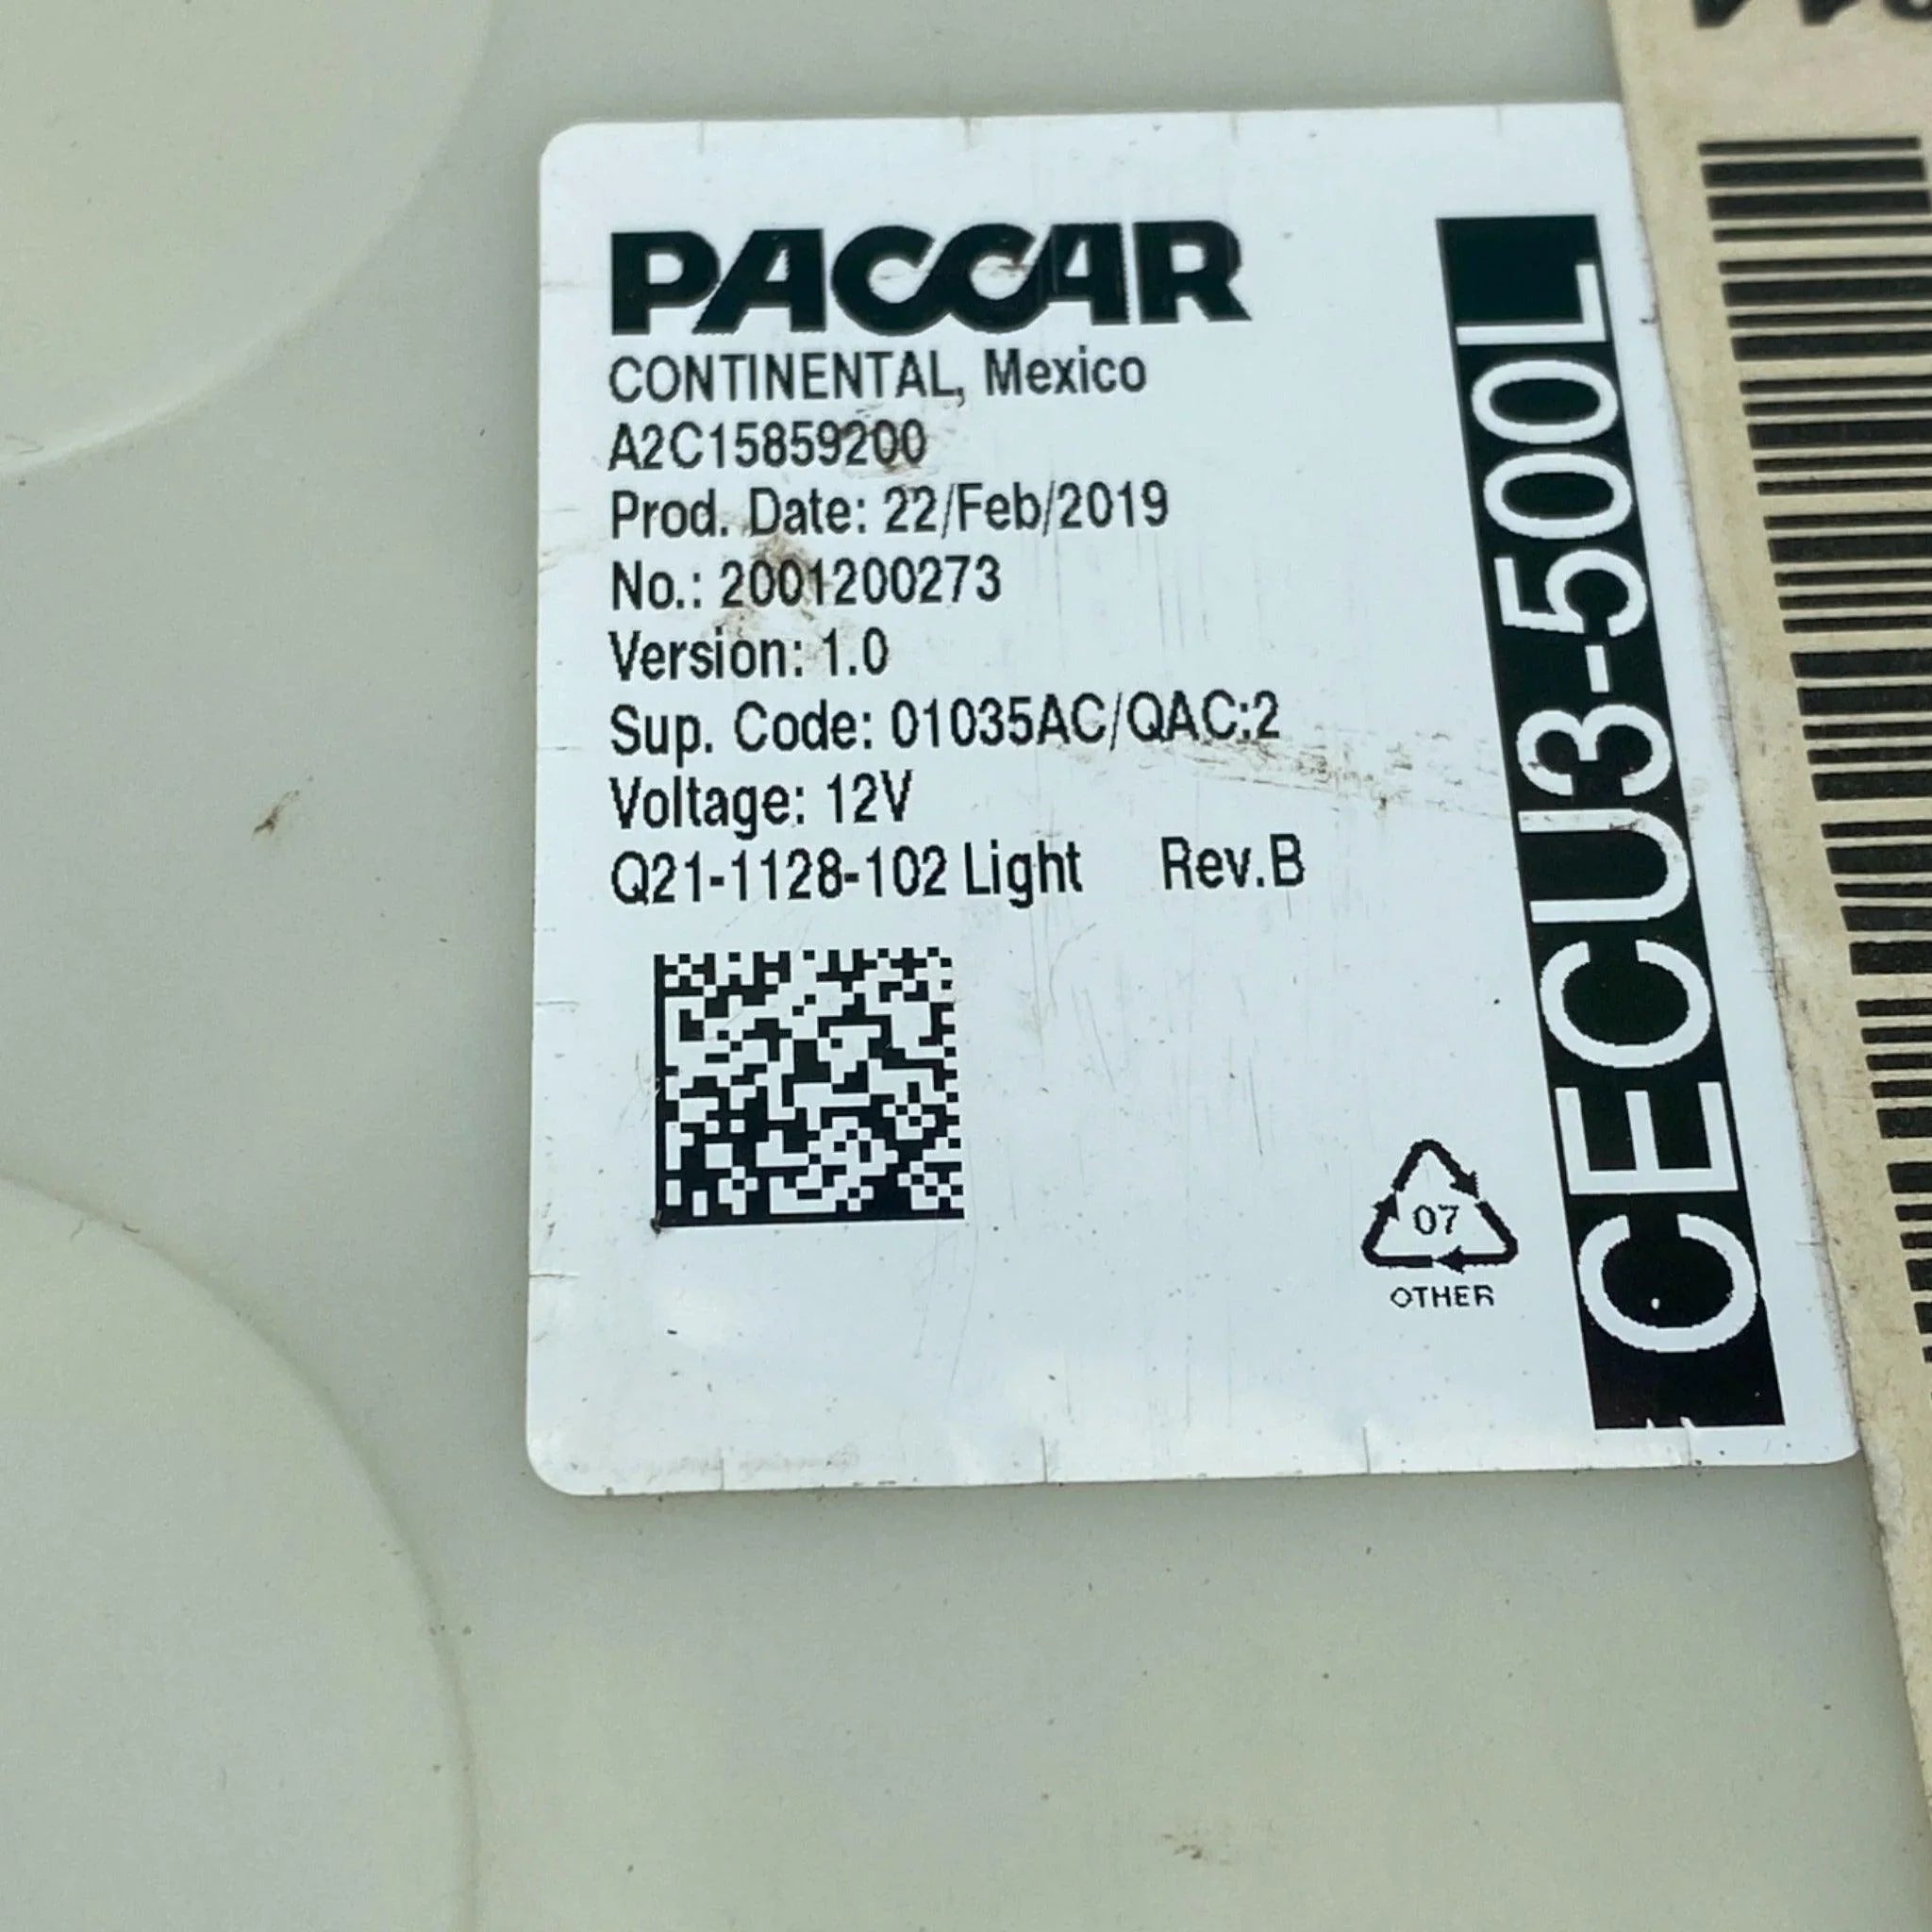 PACCAR
CONTINENTAL, Mexico
A2C15859200
Prod. Date: 22/Feb/2019
No.: 2001200273
Version: 1.0
Sup. Code: 01035AC/QAC:2
Voltage: 12V
Q21-1128-102 Light Rev.B
07
OTHER
CECU3-500L